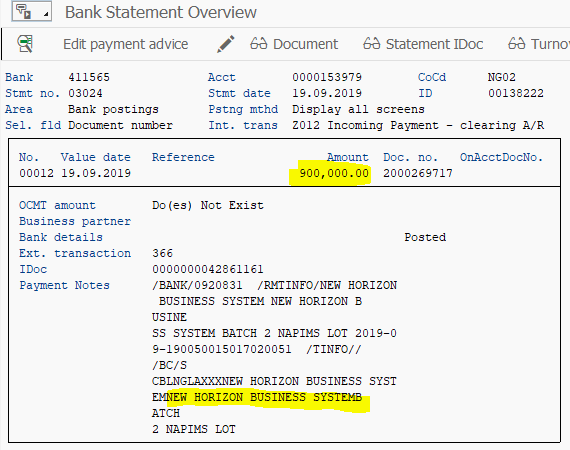 Bank Statement Overview
Edit payment advice Document Statement IDoc Turnov
Bank 411565 Acct 0000153979 CoCd NG02
Stmt no. 03024 Stmt date 19.09.2019 ID 00138222
Area Bank postings Pstng mthd Display all screens
Sel. fld Document number Int. trans Z012 Incoming Payment - clearing A/R
No. Value date Reference Amount Doc. no. OnAcctDocNo.
00012 19.09.2019 900,000.00 2000269717
OCMT amount Do(es) Not Exist
Business partner
Bank details Posted
Ext. transaction 366
IDoc 0000000042861161
Payment Notes /BANK/0920831 /RMTINFO/NEW HORIZON
BUSINESS SYSTEM NEW HORIZON B
USINE
SS SYSTEM BATCH 2 NAPIMS LOT 2019-0
9-190050015017020051 /TINFO//
/BC/S
CBLNGLAXXXNEW HORIZON BUSINESS SYST
EMNEW HORIZON BUSINESS SYSTEMB
ATCH
2 NAPIMS LOT